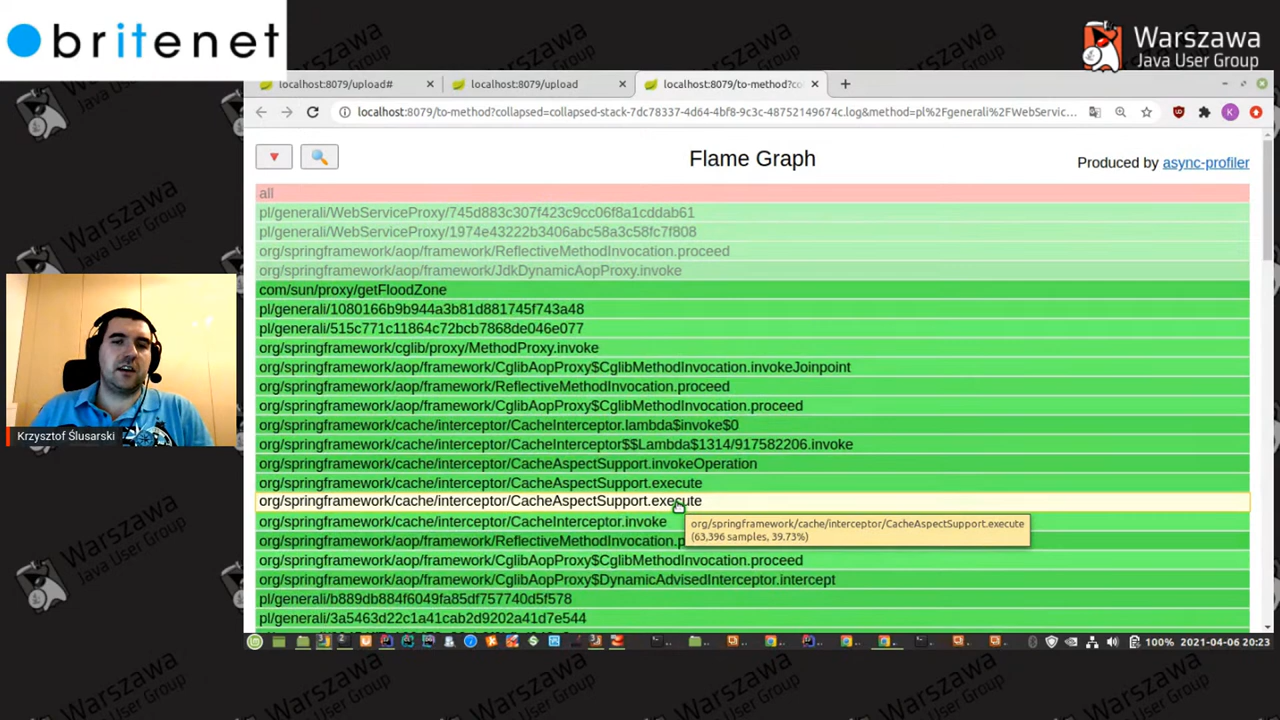 britenet
Warszawa
Java User Group
localhost:8079/upload#
localhost:8079/upload
localhost:8079/to-method?co
localhost:8079/to-method?collapsed=collapsed-stack-7dc78337-4d64-4bf8-9c3c-48752149674c.log&method=pl%2Fgenerali%2FWebServic...
Flame Graph
Produced by async-profiler
all
pl/generali/WebServiceProxy/745d883c307f423c9cc06f8a1cddab61
pl/generali/WebServiceProxy/1974e43222b3406abc58a3c58fc7f808
org/springframework/aop/framework/ReflectiveMethodInvocation.proceed
org/springframework/aop/framework/JdkDynamicAopProxy.invoke
com/sun/proxy/getFloodZone
pl/generali/1080166b9b944a3b81d881745f743a48
pl/generali/515c771c11864c72bcb7868de046e077
org/springframework/cglib/proxy/MethodProxy.invoke
org/springframework/aop/framework/CglibAopProxy$CglibMethodInvocation.invokeJoinpoint
org/springframework/aop/framework/ReflectiveMethodInvocation.proceed
org/springframework/aop/framework/CglibAopProxy$CglibMethodInvocation.proceed
org/springframework/cache/interceptor/CacheInterceptor.lambda$invoke$0
org/springframework/cache/interceptor/CacheInterceptor$$Lambda$1314/917582206.invoke
org/springframework/cache/interceptor/CacheAspectSupport.invokeOperation
org/springframework/cache/interceptor/CacheAspectSupport.execute
org/springframework/cache/interceptor/CacheAspectSupport.execute
org/springframework/cache/interceptor/CacheInterceptor.invoke
org/springframework/cache/interceptor/CacheAspectSupport.execute
(63,396 samples, 39.73%)
org/springframework/aop/framework/ReflectiveMethodInvocation.p
org/springframework/aop/framework/CglibAopProxy$CglibMethodInvocation.proceed
org/springframework/aop/framework/CglibAopProxy$DynamicAdvisedInterceptor.intercept
pl/generali/b889db884f6049fa85df757740d5f578
pl/generali/3a5463d22c1a41cab2d9202a41d7e544
Krzysztof Ślusarski
100% 2021-04-06 20:23